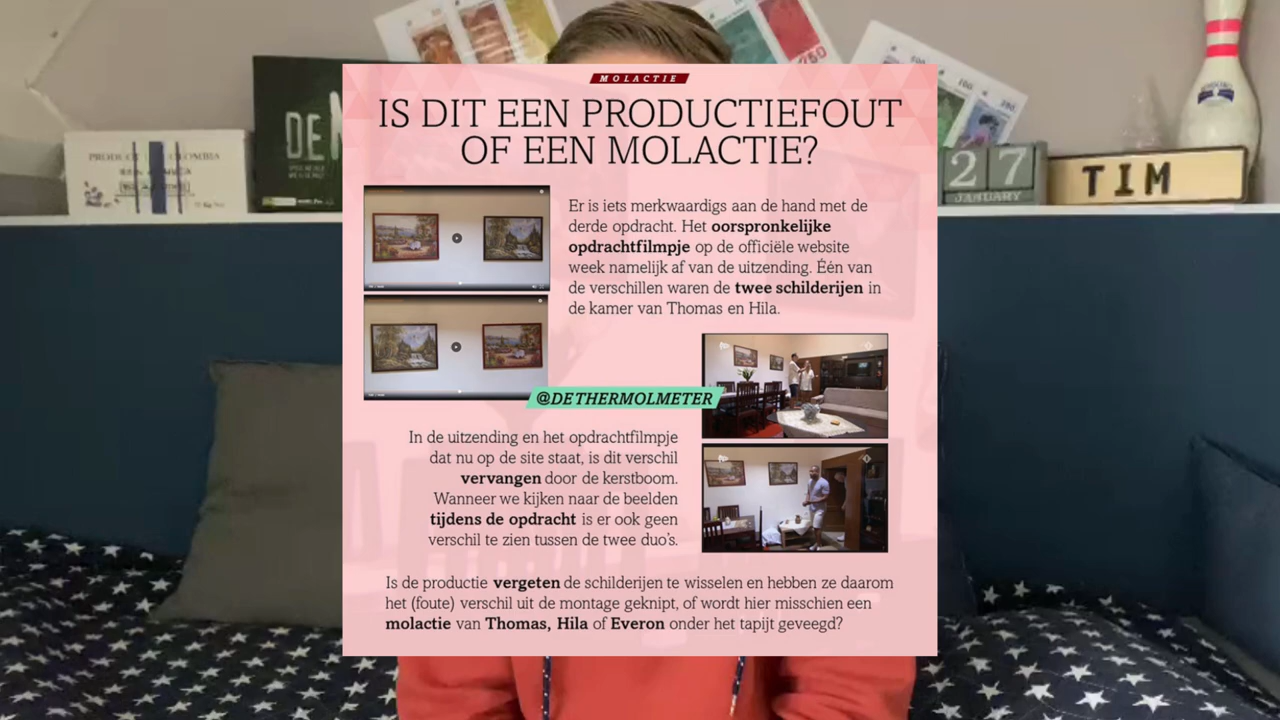 MOLACTIE
IS DIT EEN PRODUCTIEFOUT
OF EEN MOLACTIE?
Er is iets merkwaardigs aan de hand met de
derde opdracht. Het oorspronkelijke
opdrachtfilmpje op de officiële website
week namelijk af van de uitzending. Één van
de verschillen waren de twee schilderijen in
de kamer van Thomas en Hila.
@DETHERMOLMETER
In de uitzending en het opdrachtfilmpje
dat nu op de site staat, is dit verschil
vervangen door de kerstboom.
Wanneer we kijken naar de beelden
tijdens de opdracht is er ook geen
verschil te zien tussen de twee duo's.
Is de productie vergeten de schilderijen te wisselen en hebben ze daarom
het (foute) verschil uit de montage geknipt, of wordt hier misschien een
molactie van Thomas, Hila of Everon onder het tapijt geveegd?
DE
27
JANUARY
TIM